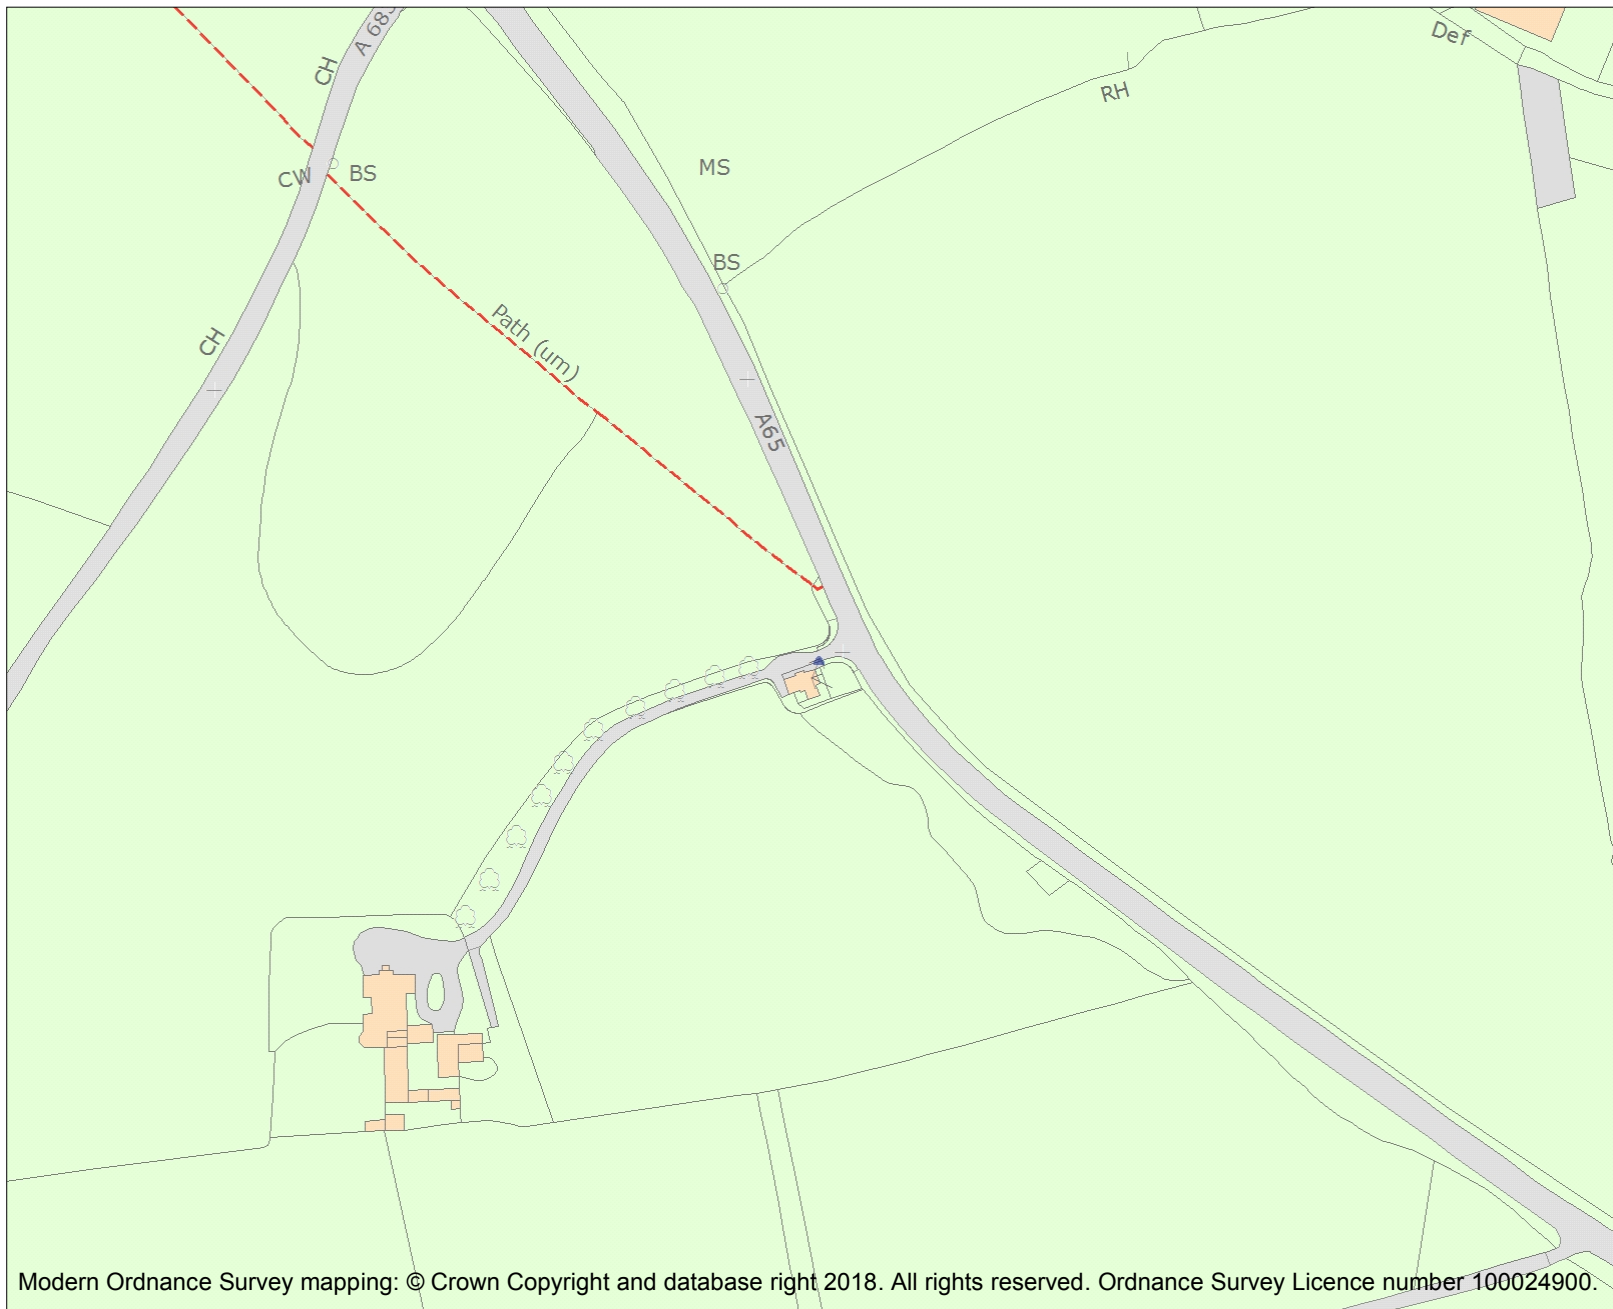 A 683
CH
Def
RH
MS
CW
BS
BS
CH
Path (um)
A65
Modern Ordnance Survey mapping: © Crown Copyright and database right 2018. All rights reserved. Ordnance Survey Licence number 100024900.